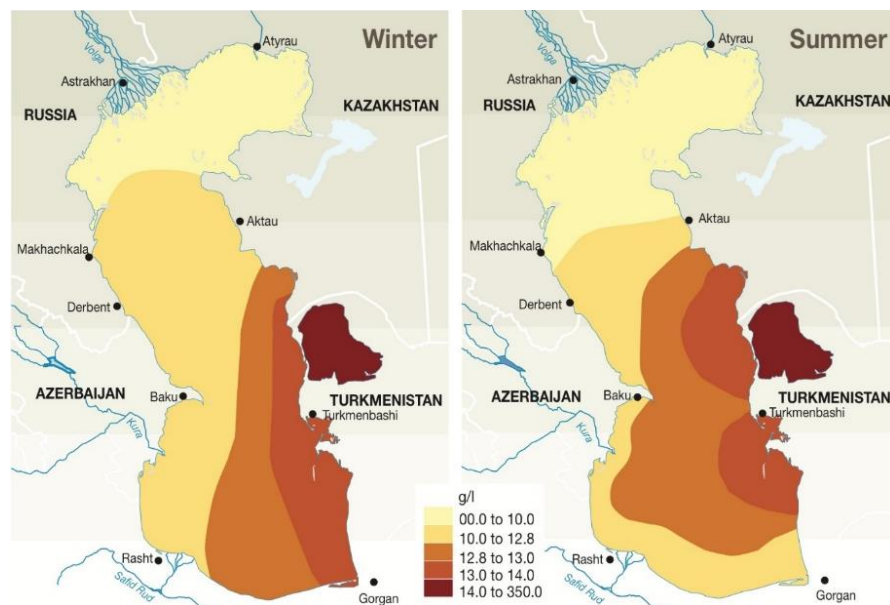 Winter
Atyrau
Volga
Astrakhan
RUSSIA
KAZAKHSTAN
Aktau
Makhachkala
Derbent
AZERBAIJAN
Baku
TURKMENISTAN
Turkmenbashi
Kura
Rasht
Safid Rud
Gorgan
Summer
Atyrau
Volga
Astrakhan
RUSSIA
KAZAKHSTAN
Aktau
Makhachkala
Derbent
AZERBAIJAN
Baku
TURKMENISTAN
Turkmenbashi
Kura
Rasht
Safid Rud
Gorgan
g/l
00.0 to 10.0
10.0 to 12.8
12.8 to 13.0
13.0 to 14.0
14.0 to 350.0